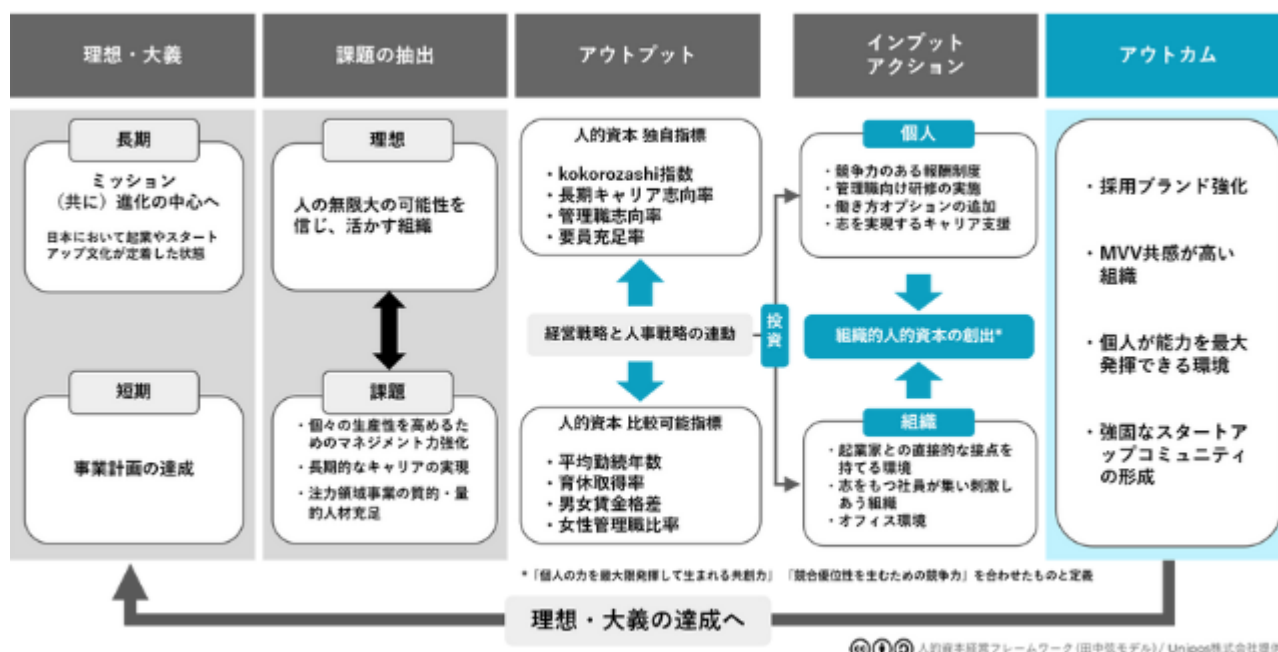 理想・大義
課題の抽出
アウトプット
インプット
アクション
アウトカム
長期
ミッション
（共に）進化の中心へ
日本において起業やスタート
アップ文化が定着した状態
短期
事業計画の達成
理想
人の無限大の可能性を
信じ、活かす組織
課題
・個々の生産性を高めるた
めのマネジメント力強化
・長期的なキャリアの実現
・注力領域事業の質的・量
的人材充足
人的資本 独自指標
・kokorozashi指数
・長期キャリア志向率
・管理職志向率
・要員充足率
経営戦略と人事戦略の連動
人的資本 比較可能指標
・平均勤続年数
・育休取得率
・男女賃金格差
・女性管理職比率
投資
個人
・競争力のある報酬制度
・管理職向け研修の実施
・働き方オプションの追加
・志を実現するキャリア支援
組織的人的資本の創出*
組織
・起業家との直接的な接点を
持てる環境
・志をもつ社員が集い刺激し
あう組織
・オフィス環境
・採用ブランド強化
・MVV共感が高い
組織
・個人が能力を最大
発揮できる環境
・強固なスタートア
ップコミュニティ
の形成
*「個人の力を最大限発揮して生まれる共創力」「競合優位性を生むための競争力」を合わせたものと定義
理想・大義の達成へ
人的資本経営フレームワーク(田中弦モデル)/ Unipos株式会社提供